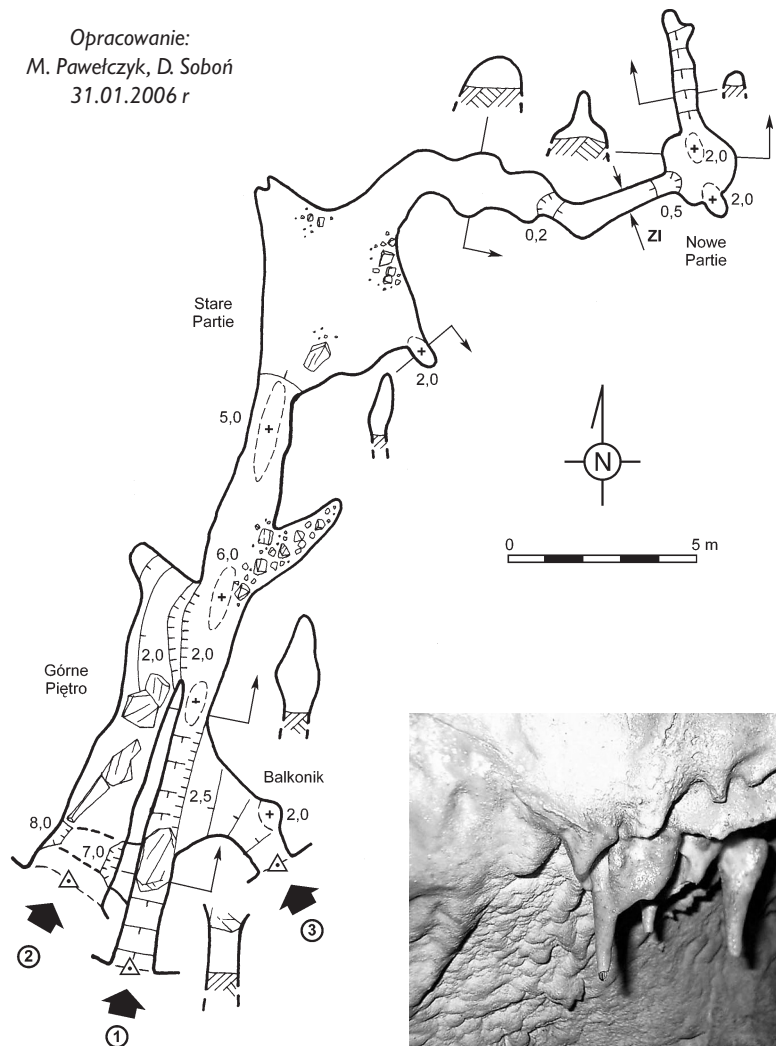 Opracowanie:
M. Pawełczyk, D. Soboń
31.01.2006 r
2,0
2,0
0,5
0,2
ZI
Nowe
Partie
Stare
Partie
2,0
5,0
N
0 5 m
6,0
2,0
2,0
Górne
Piętro
Balkonik
2,5
2,0
8,0
7,0
2
3
1